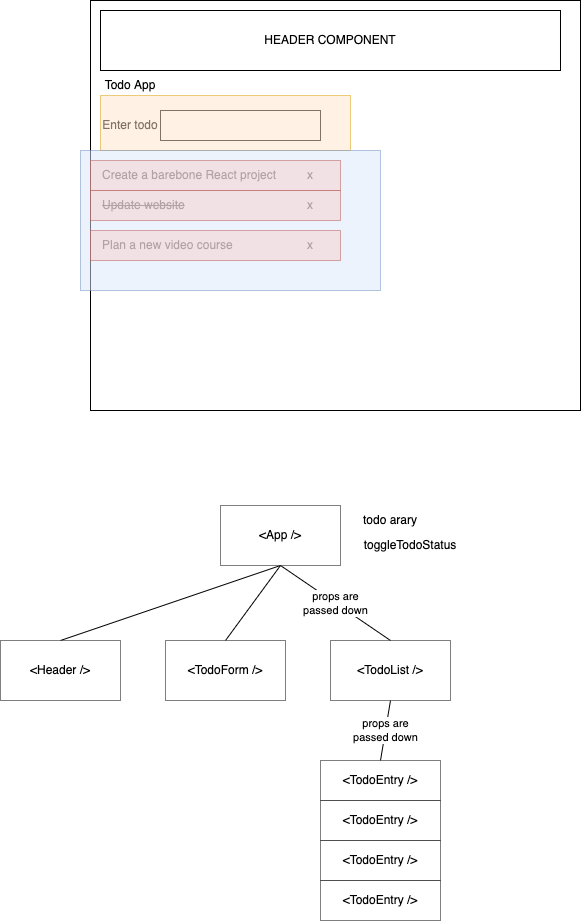 HEADER COMPONENT
Todo App
Enter todo
Create a barebone React project x
Update website x
Plan a new video course x
<App />
todo arary
toggleTodoStatus
props are
passed down
<Header />
<TodoForm />
<TodoList />
props are
passed down
<TodoEntry />
<TodoEntry />
<TodoEntry />
<TodoEntry />